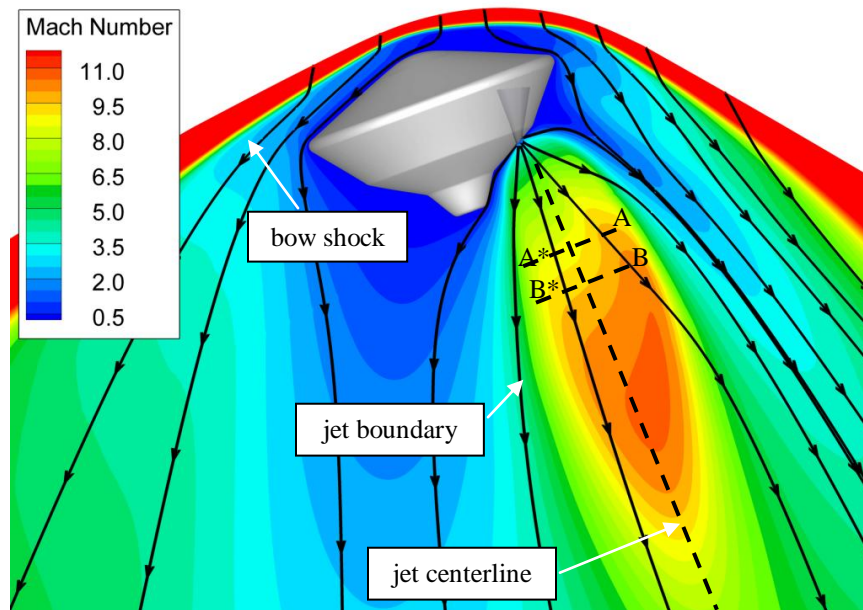 Mach Number
11.0
9.5
8.0
6.5
5.0
3.5
2.0
0.5
bow shock
A
A*
B
B*
jet boundary
jet centerline